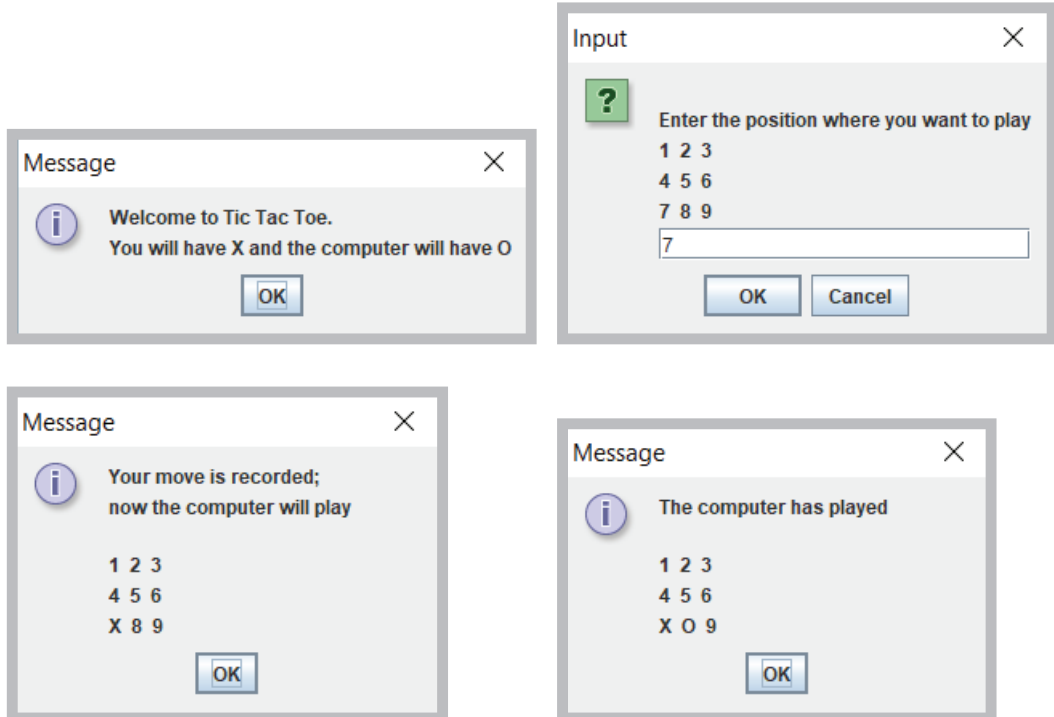 Message
Welcome to Tic Tac Toe.
You will have X and the computer will have O
OK
Input
?
Enter the position where you want to play
1 2 3
4 5 6
7 8 9
7
OK Cancel
Message
Your move is recorded;
now the computer will play
1 2 3
4 5 6
X 8 9
OK
Message
The computer has played
1 2 3
4 5 6
X O 9
OK